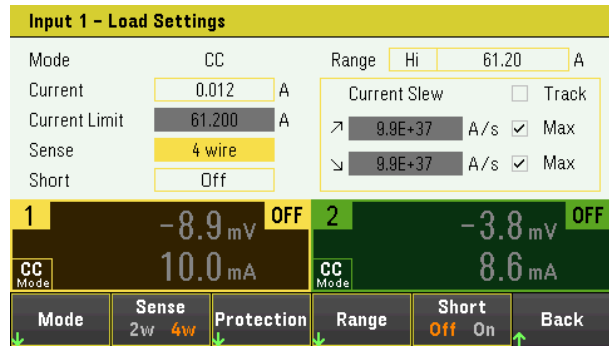 Input 1 – Load Settings
Mode CC Range Hi 61.20 A
Current 0.012 A Current Slew Track
Current Limit 61.200 A 9.9E+37 A/s Max
Sense 4 wire 9.9E+37 A/s Max
Short Off
1 -8.9 mV OFF 2 -3.8 mV OFF
CC Mode 10.0 mA CC Mode 8.6 mA
Mode Sense Protection Range Short Back
2w 4w Off On